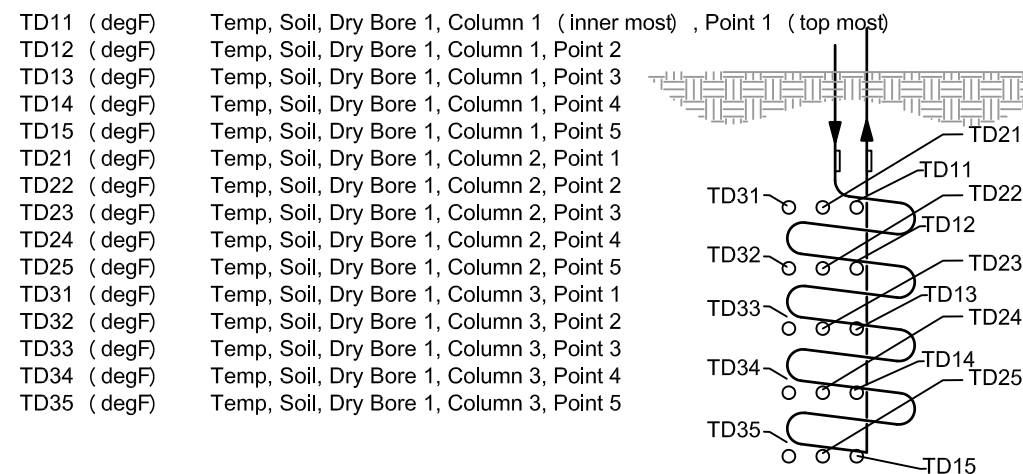 TD11 (degF) Temp, Soil, Dry Bore 1, Column 1 (inner most) , Point 1 (top most)
TD12 (degF) Temp, Soil, Dry Bore 1, Column 1, Point 2
TD13 (degF) Temp, Soil, Dry Bore 1, Column 1, Point 3
TD14 (degF) Temp, Soil, Dry Bore 1, Column 1, Point 4
TD15 (degF) Temp, Soil, Dry Bore 1, Column 1, Point 5
TD21 (degF) Temp, Soil, Dry Bore 1, Column 2, Point 1
TD22 (degF) Temp, Soil, Dry Bore 1, Column 2, Point 2
TD23 (degF) Temp, Soil, Dry Bore 1, Column 2, Point 3
TD24 (degF) Temp, Soil, Dry Bore 1, Column 2, Point 4
TD25 (degF) Temp, Soil, Dry Bore 1, Column 2, Point 5
TD31 (degF) Temp, Soil, Dry Bore 1, Column 3, Point 1
TD32 (degF) Temp, Soil, Dry Bore 1, Column 3, Point 2
TD33 (degF) Temp, Soil, Dry Bore 1, Column 3, Point 3
TD34 (degF) Temp, Soil, Dry Bore 1, Column 3, Point 4
TD35 (degF) Temp, Soil, Dry Bore 1, Column 3, Point 5
TD21
TD11
TD31
TD22
TD12
TD32
TD23
TD13
TD33
TD24
TD14
TD34
TD25
TD35
TD15